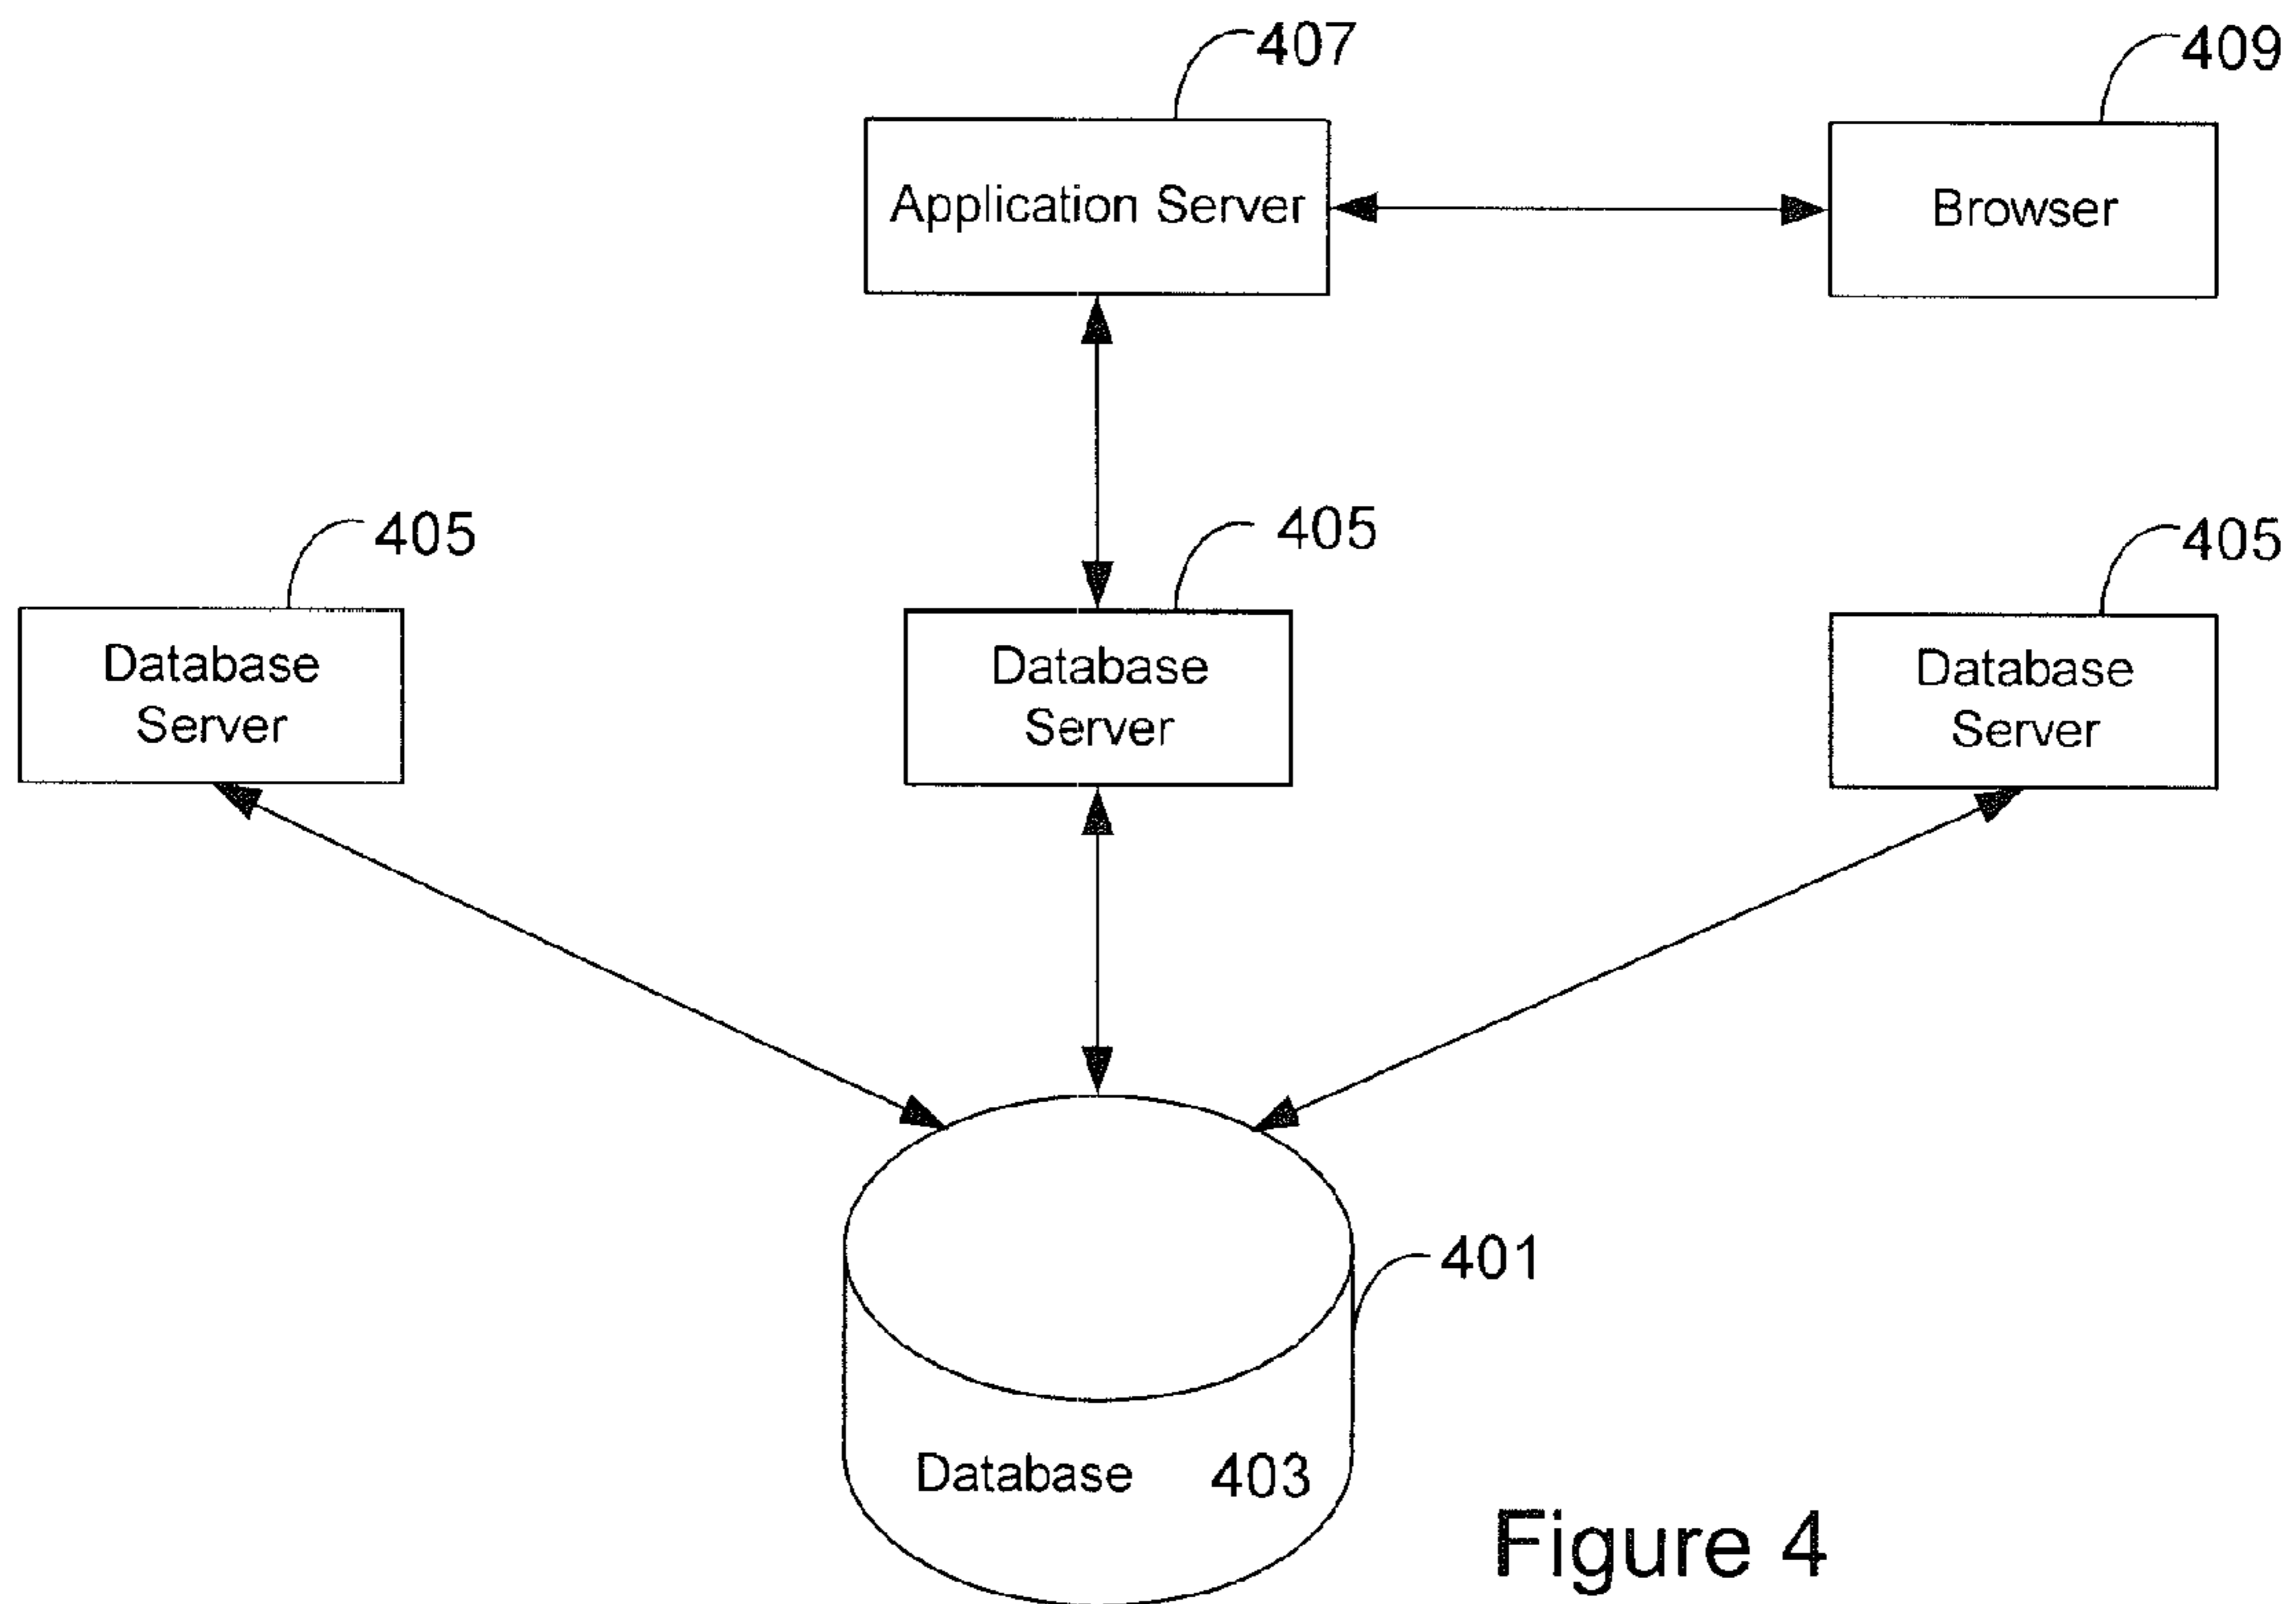 407
409
Application Server
Browser
405
405
405
Database
Server
Database
Server
Database
Server
401
Database 403
Figure 4